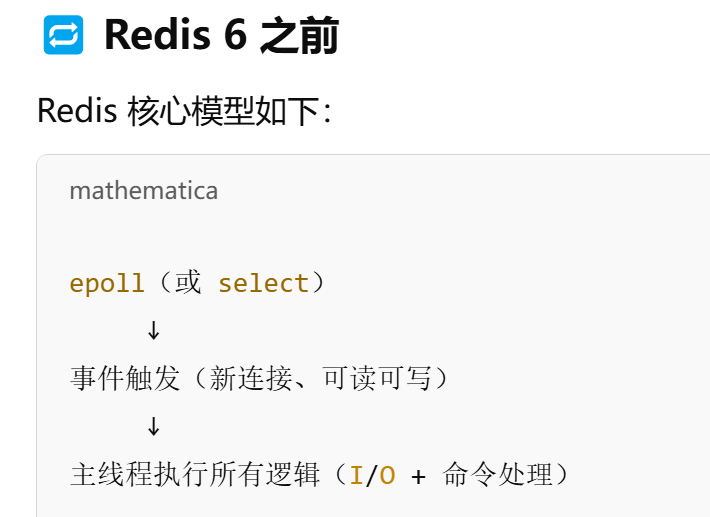 🔁 Redis 6 之前
Redis 核心模型如下：
mathematica
epoll（或 select）
↓
事件触发（新连接、可读可写）
↓
主线程执行所有逻辑（I/O + 命令处理）